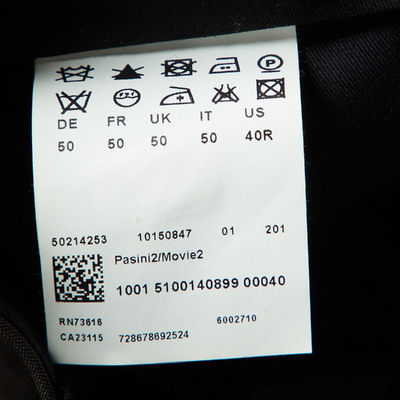 DE FR UK IT US
50 50 50 50 40R
50214253 10150847 01 201
Pasini2/Movie2
1001 5100140899 00040
RN73616 6002710
CA23115 728678692524